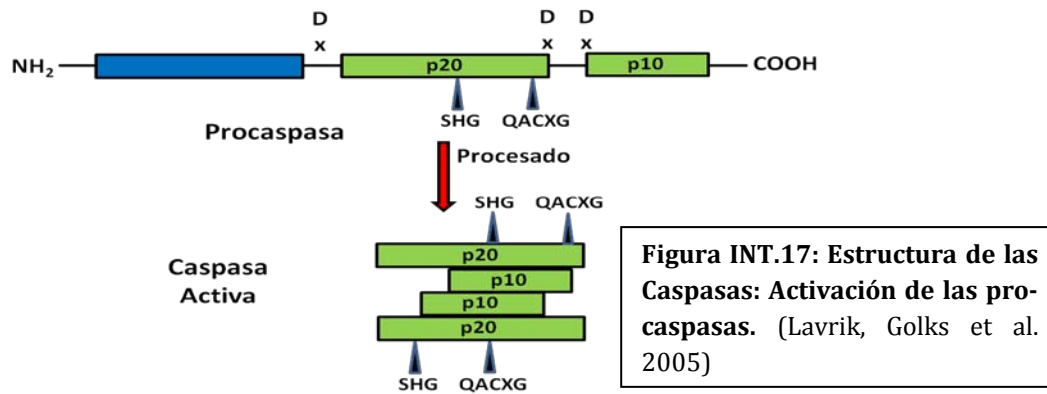 D D D
x x x
NH2 p20 p10 COOH
SHG QACXG
Procaspasa
Procesado
SHG QACXG
p20
Caspasa
Activa
p10
p10
p20
SHG QACXG
Figura INT.17: Estructura de las
Caspasas: Activación de las pro-
caspasas. (Lavrik, Golks et al.
2005)